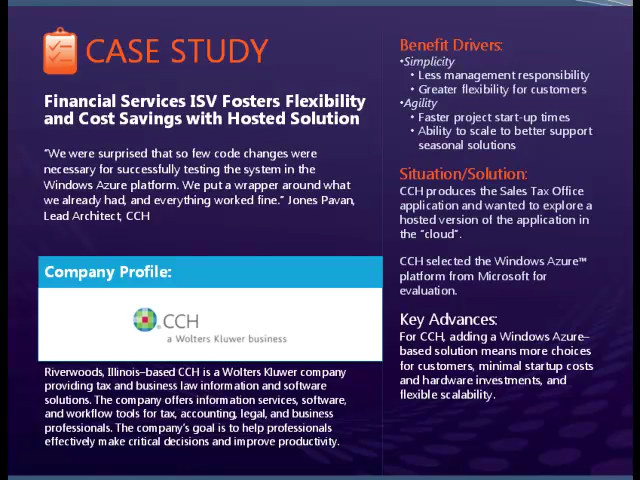 CASE STUDY
Financial Services ISV Fosters Flexibility
and Cost Savings with Hosted Solution
"We were surprised that so few code changes were
necessary for successfully testing the system in the
Windows Azure platform. We put a wrapper around what
we already had, and everything worked fine." Jones Pavan,
Lead Architect, CCH
Company Profile:
CCH
a Wolters Kluwer business
Riverwoods, Illinois–based CCH is a Wolters Kluwer company
providing tax and business law information and software
solutions. The company offers information services, software,
and workflow tools for tax, accounting, legal, and business
professionals. The company's goal is to help professionals
effectively make critical decisions and improve productivity.
Benefit Drivers:
•Simplicity
• Less management responsibility
• Greater flexibility for customers
•Agility
• Faster project start-up times
• Ability to scale to better support
seasonal solutions
Situation/Solution:
CCH produces the Sales Tax Office
application and wanted to explore a
hosted version of the application in
the "cloud".
CCH selected the Windows Azure™
platform from Microsoft for
evaluation.
Key Advances:
For CCH, adding a Windows Azure–
based solution means more choices
for customers, minimal startup costs
and hardware investments, and
flexible scalability.